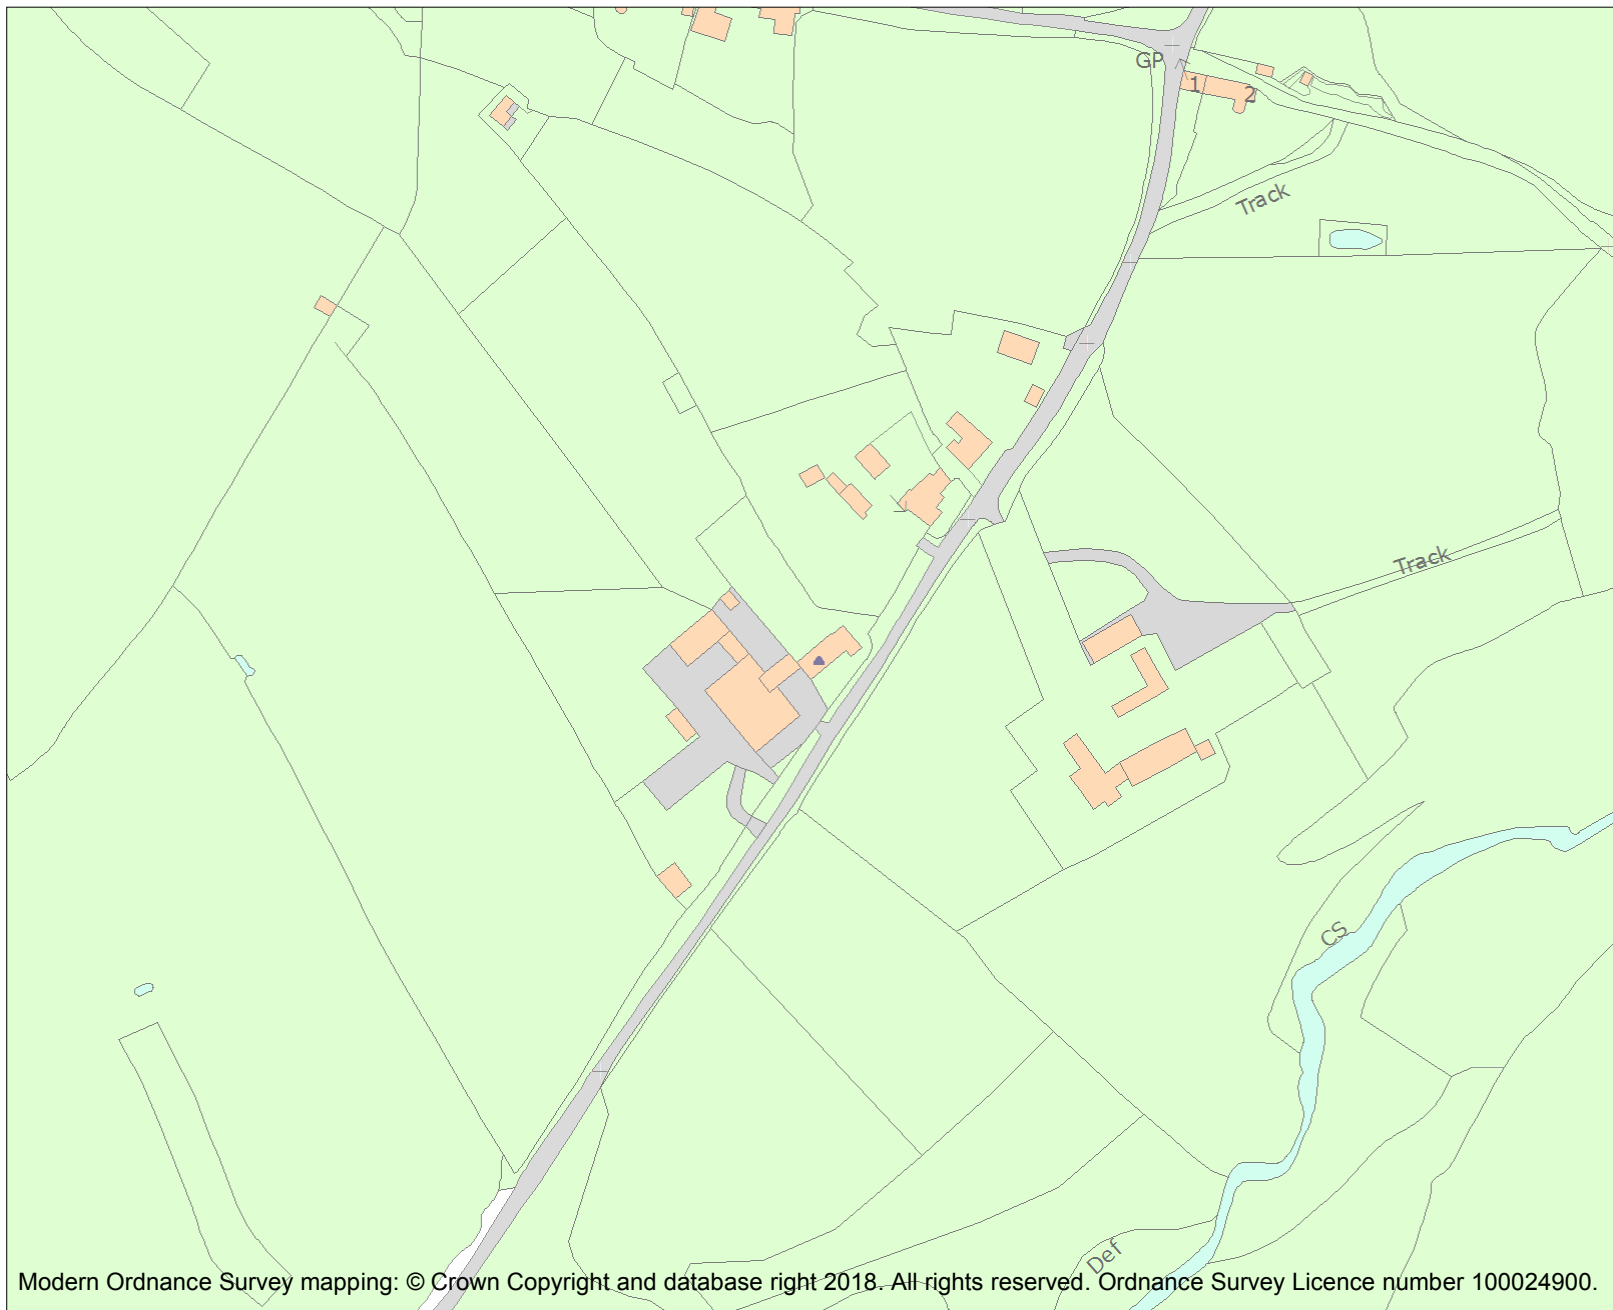 GP
1
2
Track
Track
CS
Def
Modern Ordnance Survey mapping: © Crown Copyright and database right 2018. All rights reserved. Ordnance Survey Licence number 100024900.